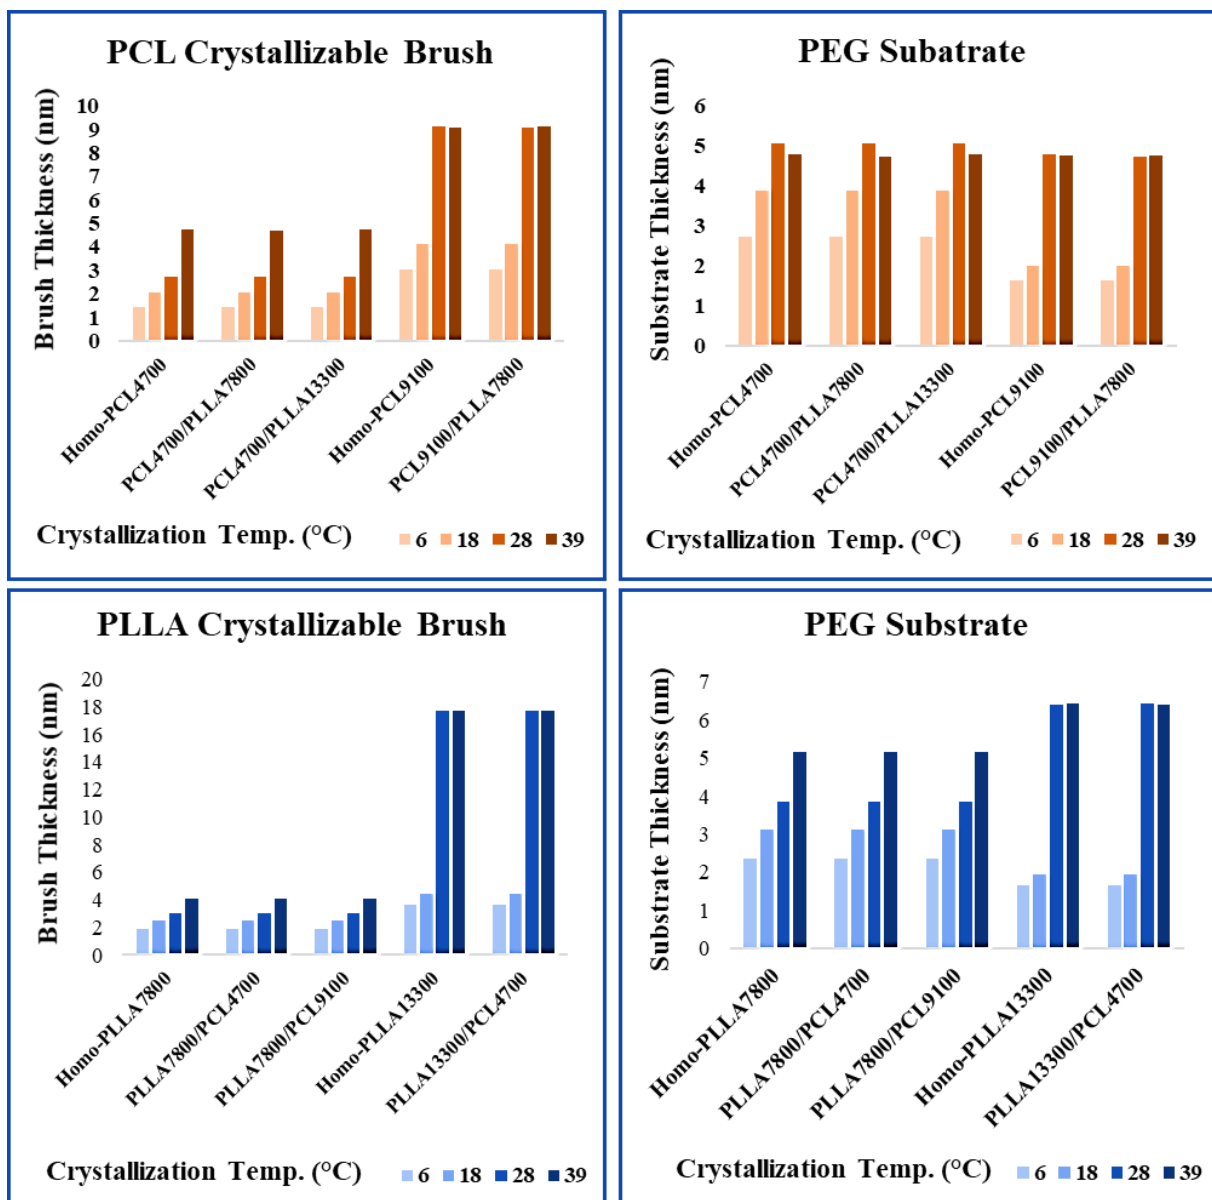 PCL Crystallizable Brush
Brush Thickness (nm)
10
9
8
7
6
5
4
3
2
1
0
Homo-PCL4700
PCL4700/PLLA7800
PCL4700/PLLA13300
Homo-PCL9100
PCL9100/PLLA7800
Crystallization Temp. (°C) 6 18 28 39
PEG Subatrate
Substrate Thickness (nm)
6
5
4
3
2
1
0
Homo-PCL4700
PCL4700/PLLA7800
PCL4700/PLLA13300
Homo-PCL9100
PCL9100/PLLA7800
Crystallization Temp. (°C) 6 18 28 39
PLLA Crystallizable Brush
Brush Thickness (nm)
20
18
16
14
12
10
8
6
4
2
0
Homo-PLLA7800
PLLA7800/PCL4700
PLLA7800/PCL9100
Homo-PLLA13300
PLLA13300/PCL4700
Crystallization Temp. (°C) 6 18 28 39
PEG Substrate
Substrate Thickness (nm)
7
6
5
4
3
2
1
0
Homo-PLLA7800
PLLA7800/PCL4700
PLLA7800/PCL9100
Homo-PLLA13300
PLLA13300/PCL4700
Crystallization Temp. (°C) 6 18 28 39